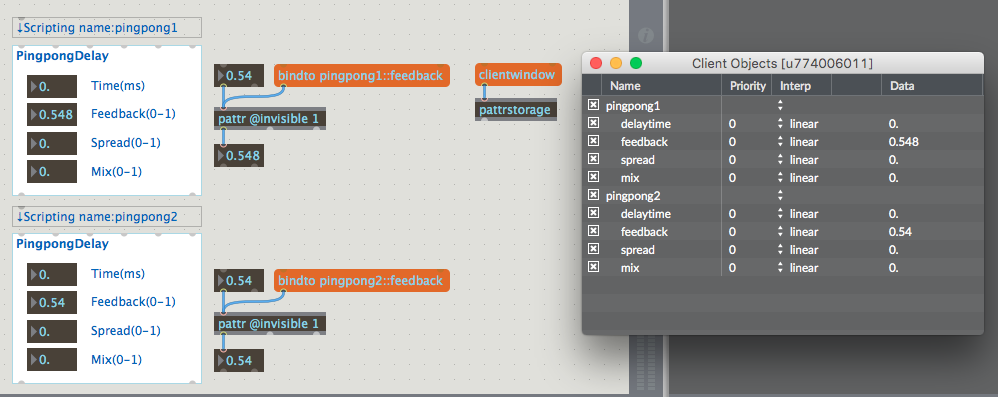 ↓Scripting name:pingpong1
PingpongDelay
0. Time(ms)
0.548 Feedback(0-1)
0. Spread(0-1)
0. Mix(0-1)
0.54 bindto pingpong1::feedback
pattr @invisible 1
0.548
clientwindow
pattrstorage
↓Scripting name:pingpong2
PingpongDelay
0. Time(ms)
0.54 Feedback(0-1)
0. Spread(0-1)
0. Mix(0-1)
0.54 bindto pingpong2::feedback
pattr @invisible 1
0.54
Client Objects [u774006011]
Name Priority Interp Data
pingpong1
delaytime 0 linear 0.
feedback 0 linear 0.548
spread 0 linear 0.
mix 0 linear 0.
pingpong2
delaytime 0 linear 0.
feedback 0 linear 0.54
spread 0 linear 0.
mix 0 linear 0.